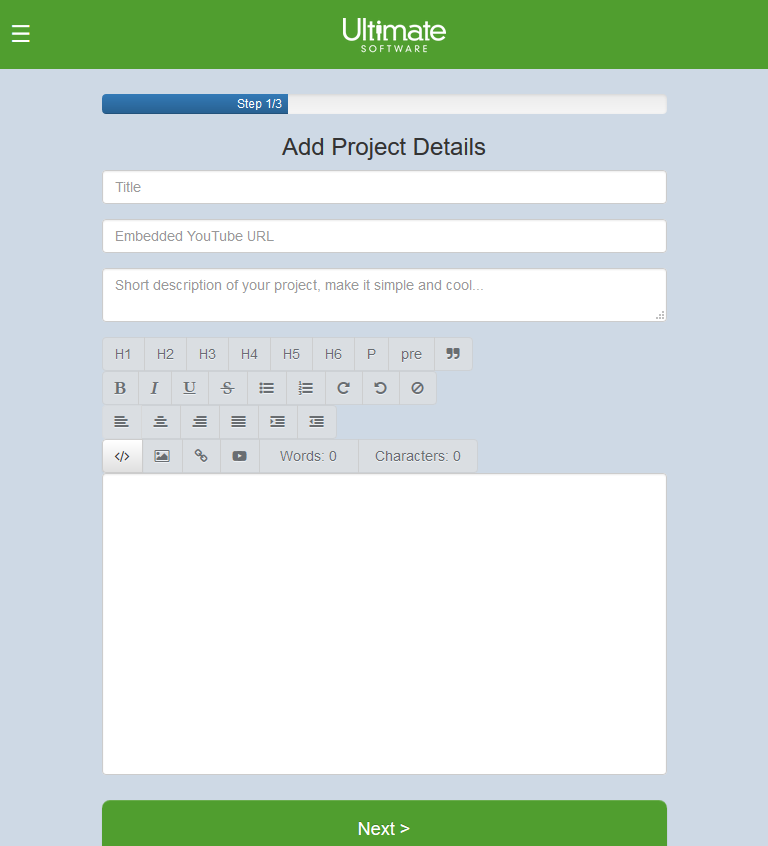 ☰
Ultimate
SOFTWARE
Step 1/3
Add Project Details
Title
Embedded YouTube URL
Short description of your project, make it simple and cool...
H1 H2 H3 H4 H5 H6 P pre
B I U S
</> Words: 0 Characters: 0
Next >